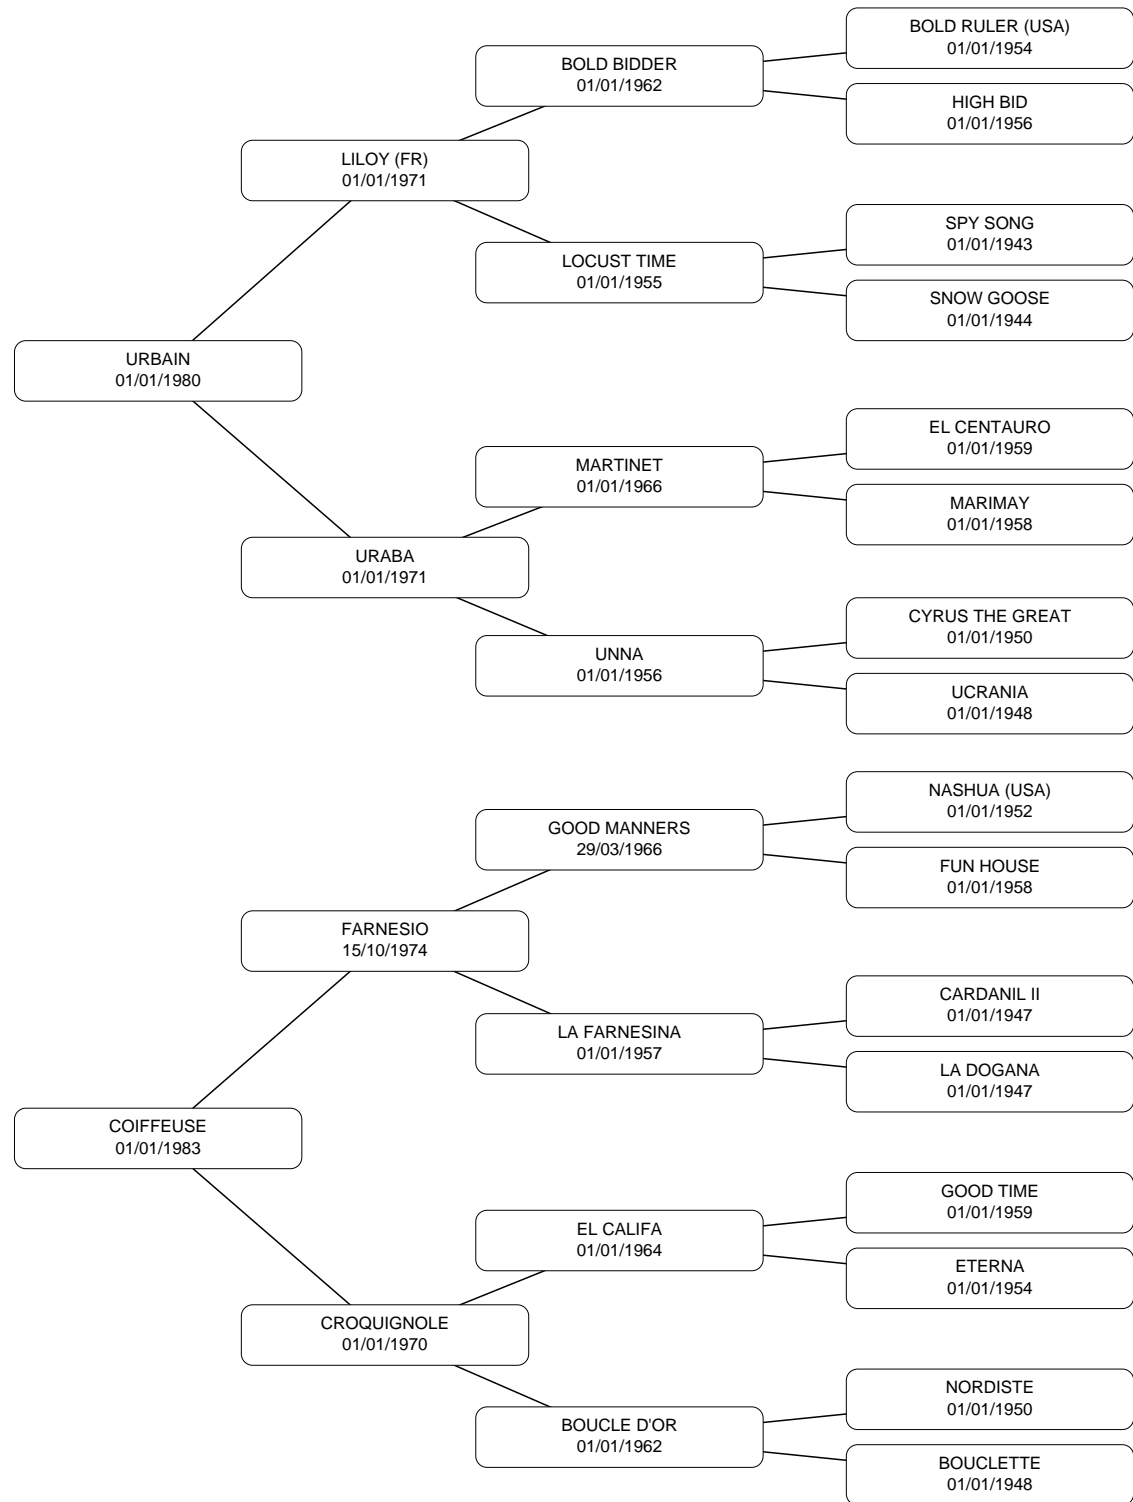 BOLD RULER (USA)
01/01/1954
BOLD BIDDER
01/01/1962
HIGH BID
01/01/1956
LILOY (FR)
01/01/1971
SPY SONG
01/01/1943
LOCUST TIME
01/01/1955
SNOW GOOSE
01/01/1944
URBAIN
01/01/1980
EL CENTAURO
01/01/1959
MARTINET
01/01/1966
MARIMAY
01/01/1958
URABA
01/01/1971
CYRUS THE GREAT
01/01/1950
UNNA
01/01/1956
UCRANIA
01/01/1948
NASHUA (USA)
01/01/1952
GOOD MANNERS
29/03/1966
FUN HOUSE
01/01/1958
FARNESIO
15/10/1974
CARDANIL II
01/01/1947
LA FARNESINA
01/01/1957
LA DOGANA
01/01/1947
COIFFEUSE
01/01/1983
GOOD TIME
01/01/1959
EL CALIFA
01/01/1964
ETERNA
01/01/1954
CROQUIGNOLE
01/01/1970
NORDISTE
01/01/1950
BOUCLE D'OR
01/01/1962
BOUCLETTE
01/01/1948